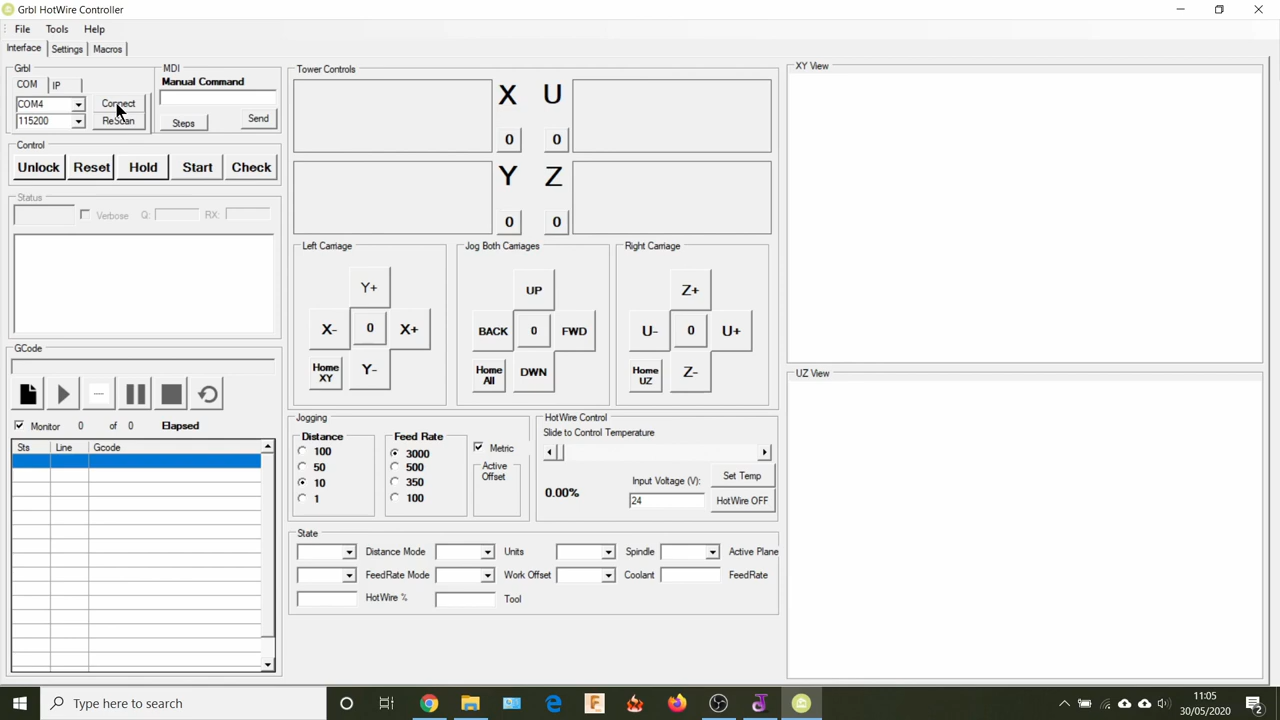 Grbl HotWire Controller
File Tools Help
Interface Settings Macros
Grbl
COM IP
COM4 Connect
115200 ReScan
MDI
Manual Command
Steps Send
Control
Unlock Reset Hold Start Check
Status
Verbose Q: RX:
GCode
Monitor 0 of 0 Elapsed
Sts Line Gcode
Tower Controls
X U
0 0
Y Z
0 0
Left Carriage
Y+
X- 0 X+
Home
XY
Y-
Jog Both Carriages
UP
BACK 0 FWD
Home
All
DWN
Right Carriage
Z+
U- 0 U+
Home
UZ
Z-
Jogging
Distance
100
50
10
1
Feed Rate
3000
500
350
100
Metric
Active
Offset
HotWire Control
Slide to Control Temperature
Input Voltage (V): Set Temp
0.00% 24 HotWire OFF
State
Distance Mode Units Spindle Active Plane
FeedRate Mode Work Offset Coolant FeedRate
HotWire % Tool
XY View
UZ View
Type here to search
11:05
30/05/2020
2